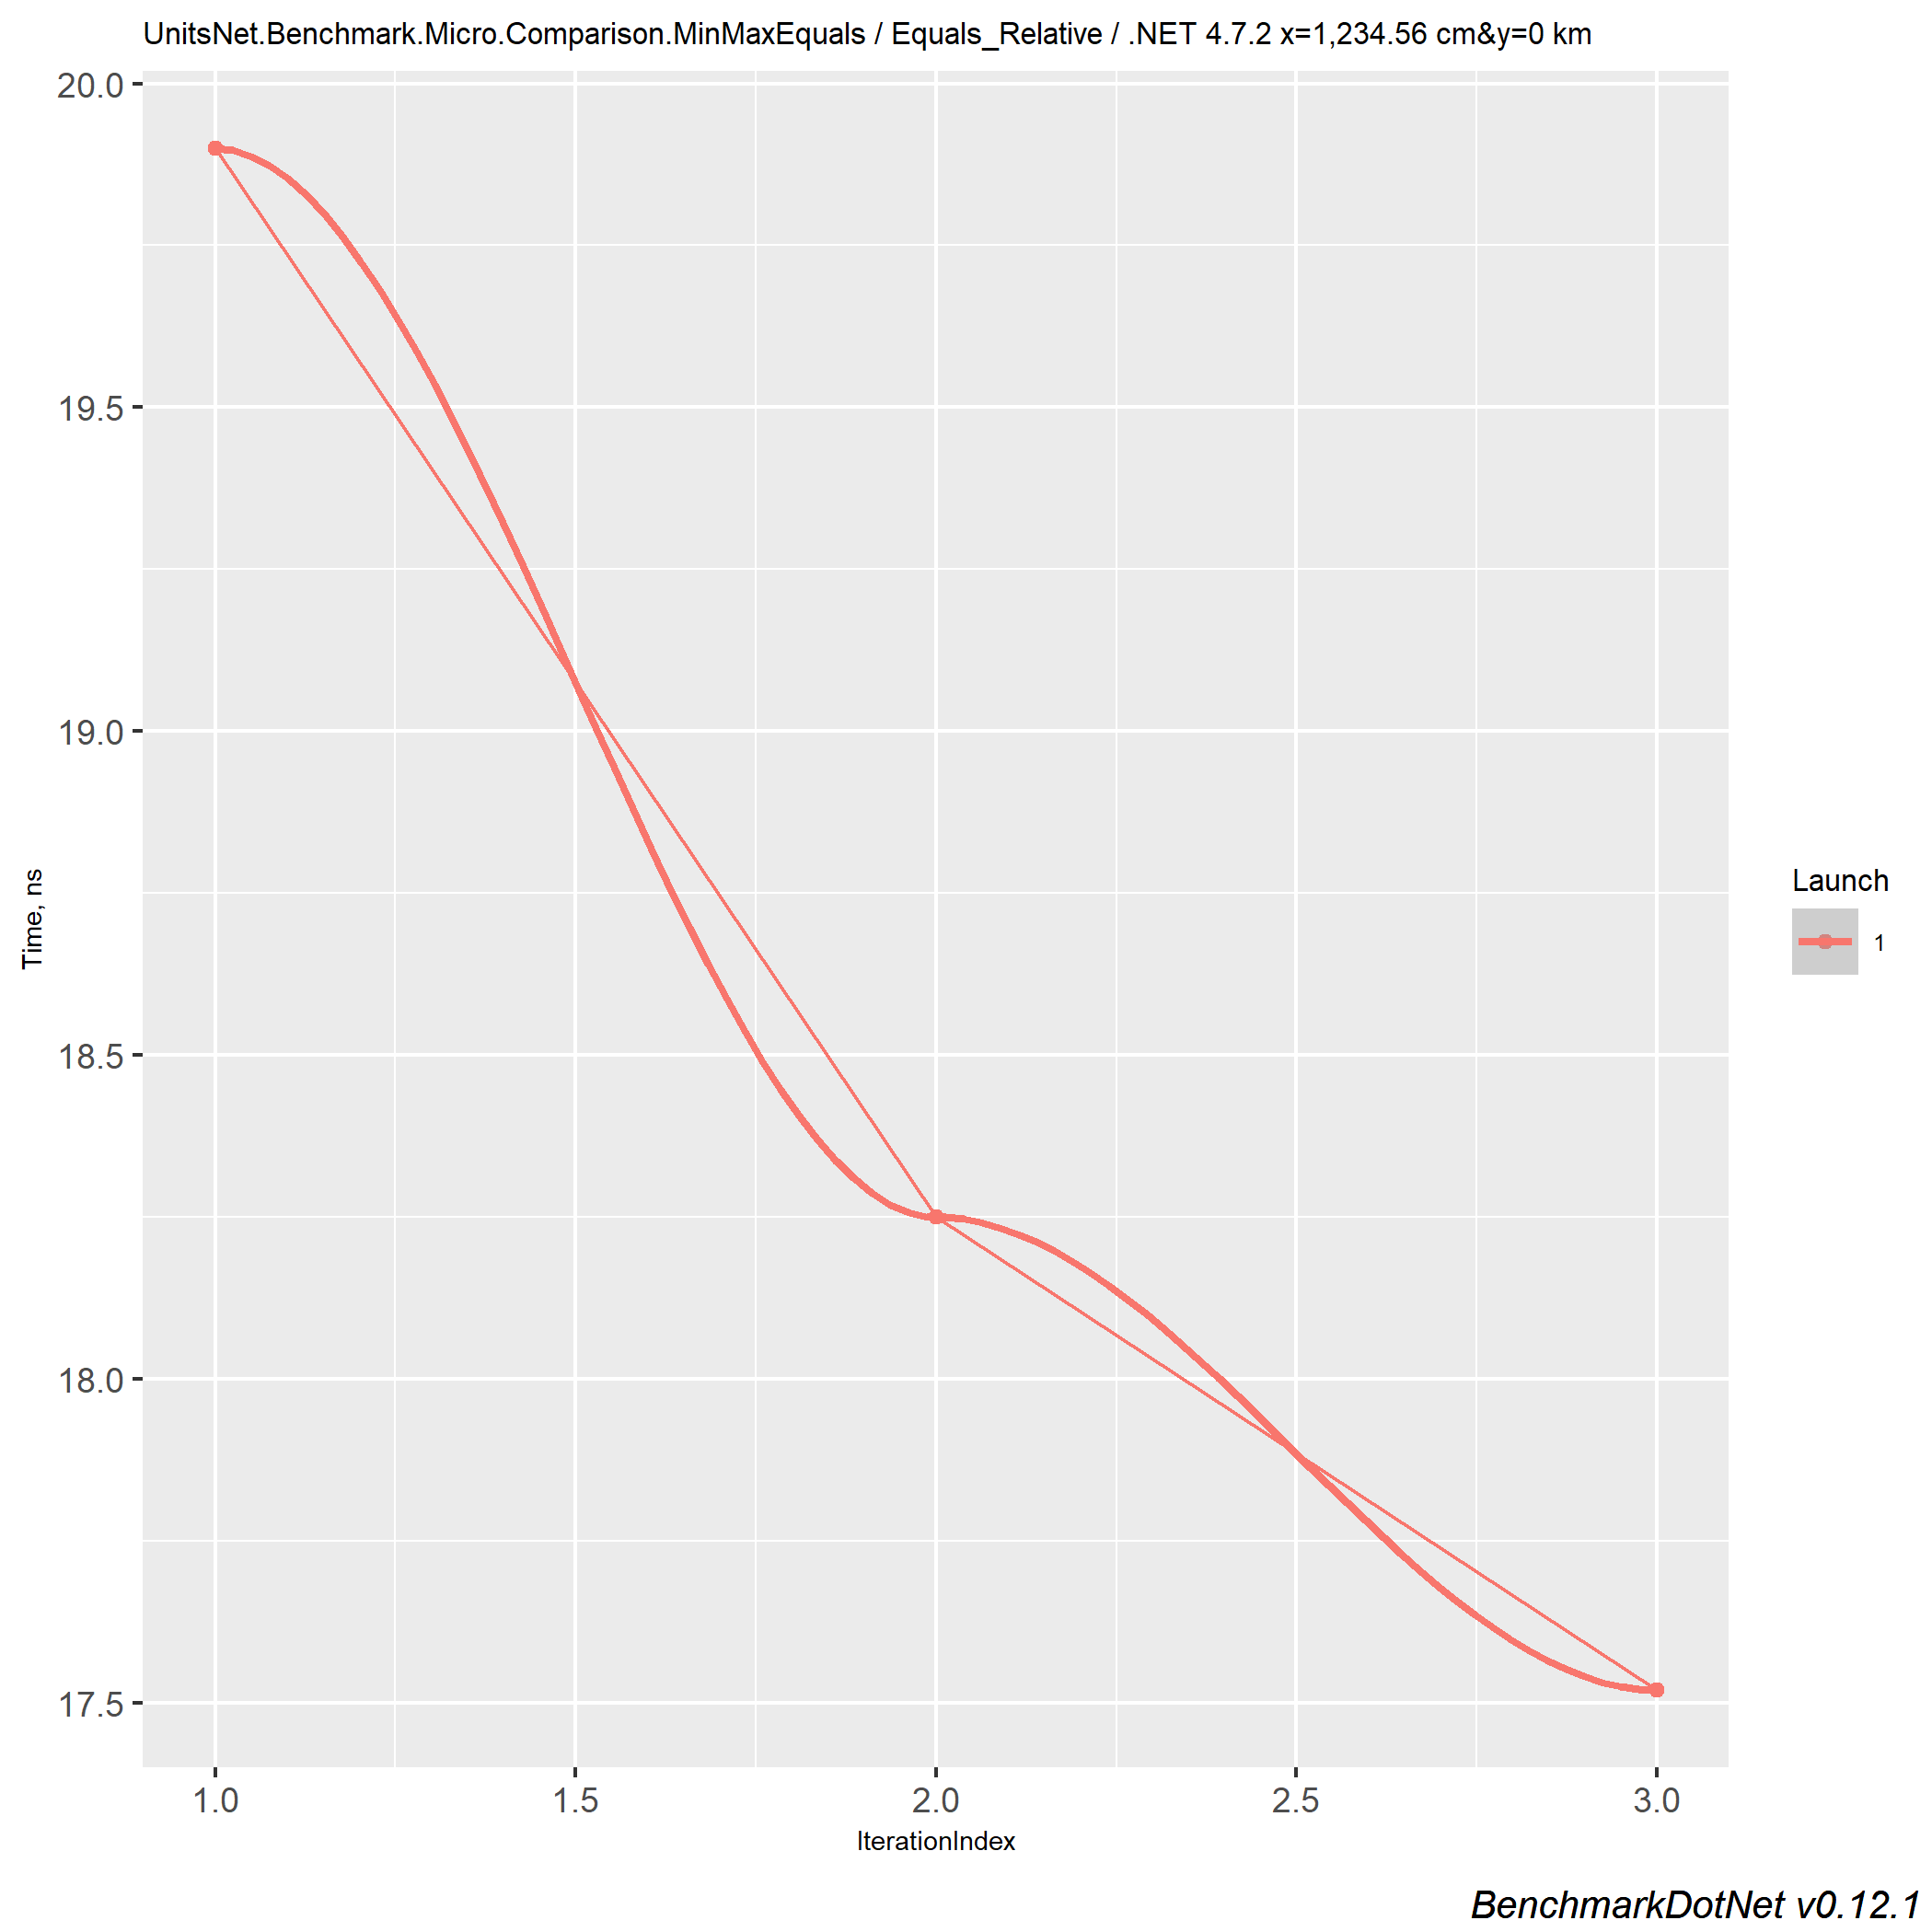 UnitsNet.Benchmark.Micro.Comparison.MinMaxEquals / Equals_Relative / .NET 4.7.2 x=1,234.56 cm&y=0 km
20.0
19.5
19.0
18.5
18.0
17.5
Time, ns
1.0 1.5 2.0 2.5 3.0
IterationIndex
Launch
1
BenchmarkDotNet v0.12.1